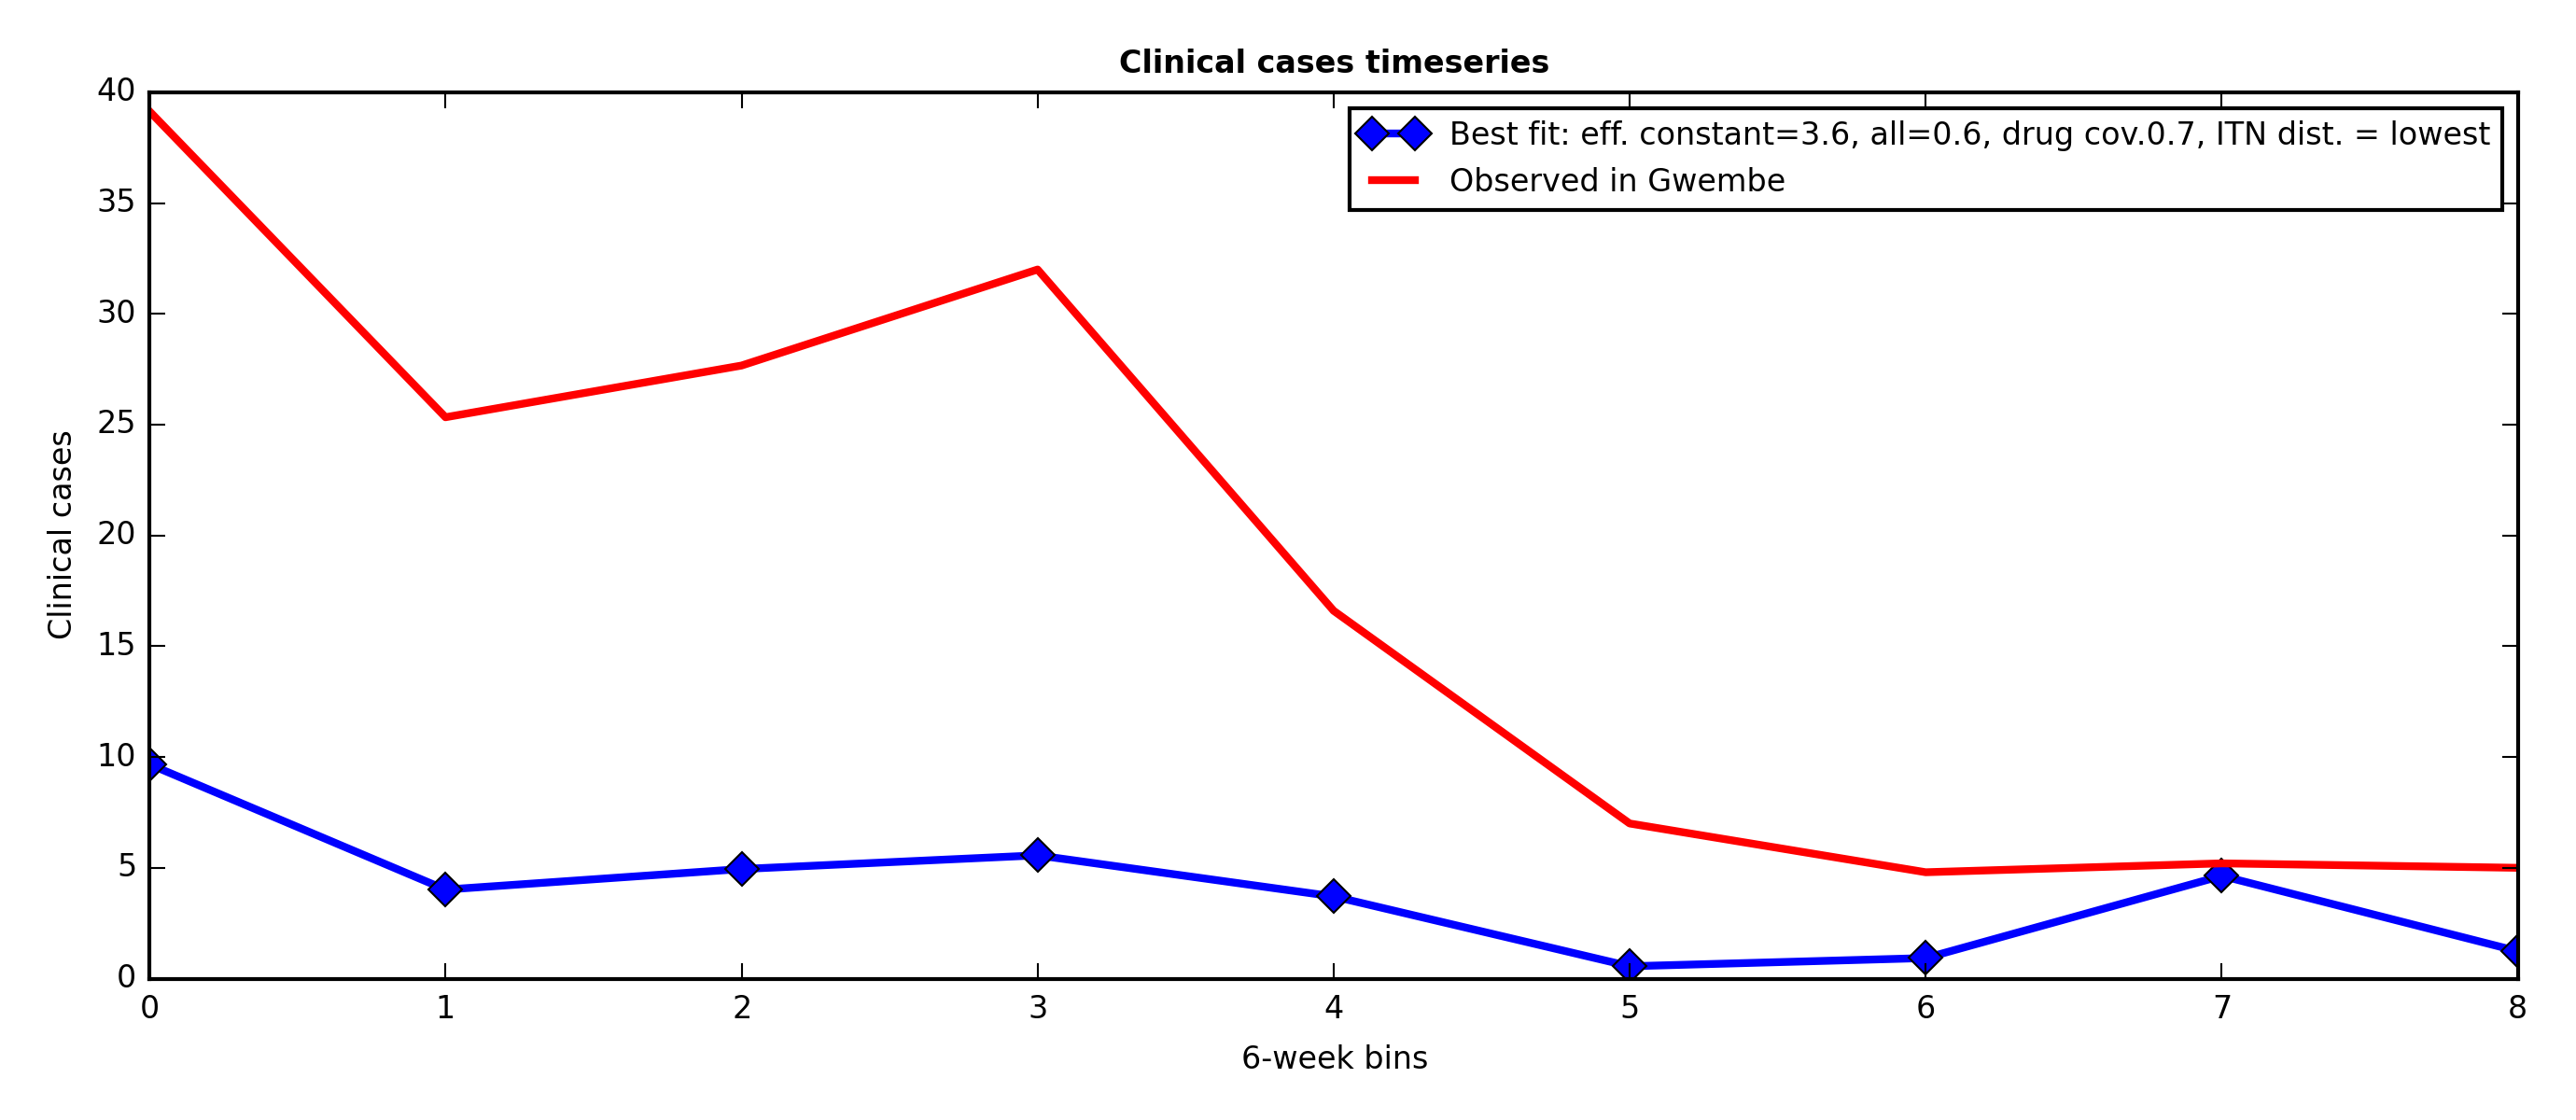 Clinical cases timeseries
40
35
30
25
20
15
10
5
0
Clinical cases
Best fit: eff. constant=3.6, all=0.6, drug cov.0.7, ITN dist. = lowest
Observed in Gwembe
0 1 2 3 4 5 6 7 8
6-week bins